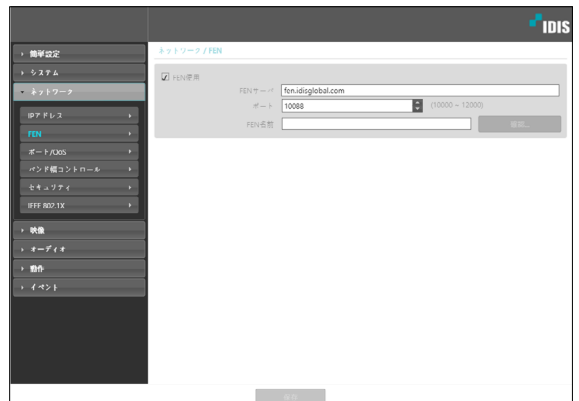 IDIS
簡単設定
システム
ネットワーク
IPアドレス
FEN
ポート/QoS
バンド幅コントロール
セキュリティ
IEEE 802.1X
映像
オーディオ
動作
イベント
ネットワーク / FEN
FEN使用
FENサーバ fen.idisglobal.com
ポート 10088 (10000 ~ 12000)
FEN名前